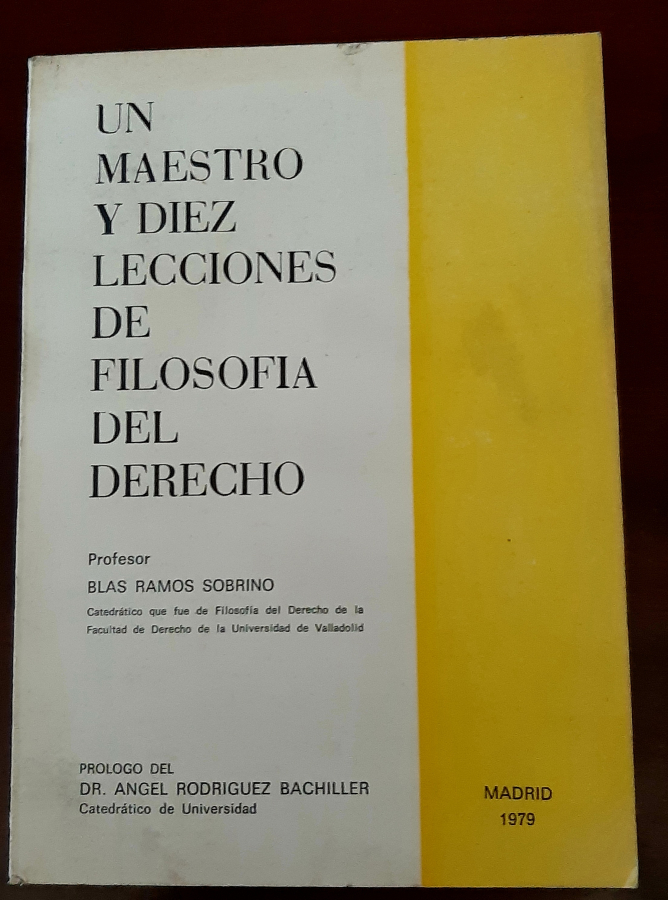 UN
MAESTRO
Y DIEZ
LECCIONES
DE
FILOSOFIA
DEL
DERECHO
Profesor
BLAS RAMOS SOBRINO
Catedrático que fue de Filosofía del Derecho de la
Facultad de Derecho de la Universidad de Valladolid
PROLOGO DEL
DR. ANGEL RODRIGUEZ BACHILLER
Catedrático de Universidad
MADRID
1979